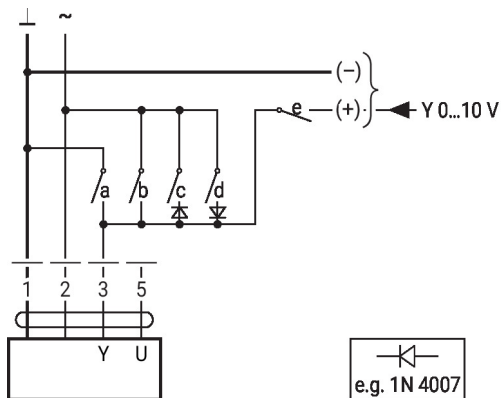 ⊥ ~
(−)
e (+) Y 0...10 V
a b c d
1 2 3 5
Y U
e.g. 1N 4007